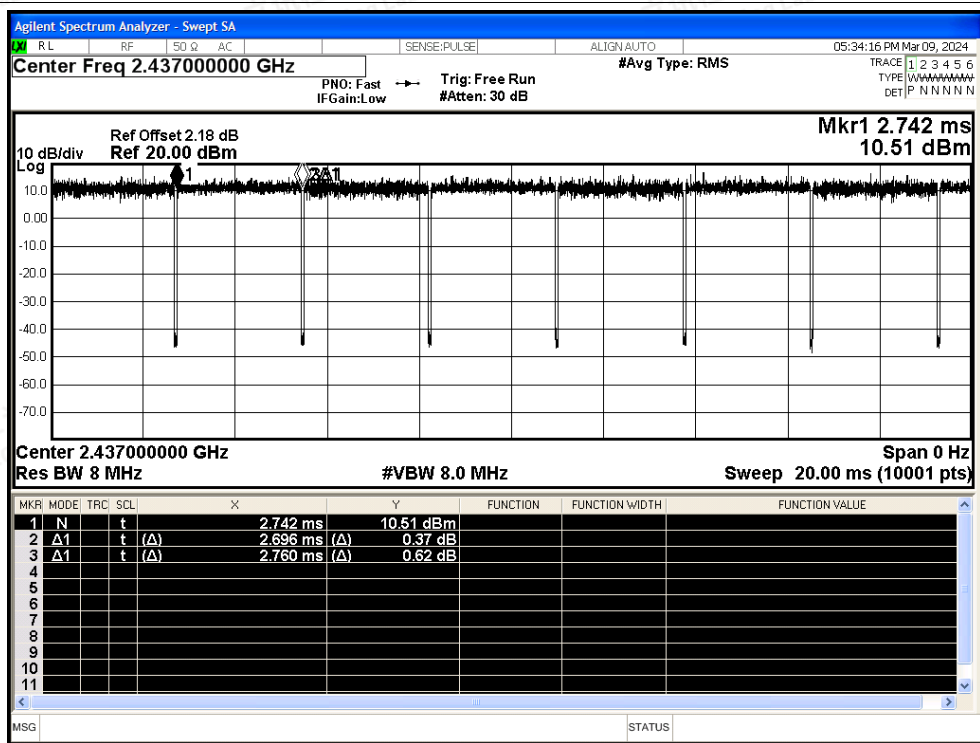 Agilent Spectrum Analyzer - Swept SA
LXI RL RF 50 Ω AC SENSE:PULSE ALIGN AUTO 05:34:16 PM Mar 09, 2024
Center Freq 2.437000000 GHz #Avg Type: RMS TRACE 1 2 3 4 5 6
PNO: Fast Trig: Free Run TYPE WWWWWW
IFGain:Low #Atten: 30 dB DET P N N N N N
Mkr1 2.742 ms
10.51 dBm
Ref Offset 2.18 dB
10 dB/div Ref 20.00 dBm
Log
1 2Δ1 3Δ1
10.0
0.00
-10.0
-20.0
-30.0
-40.0
-50.0
-60.0
-70.0
Center 2.437000000 GHz Span 0 Hz
Res BW 8 MHz #VBW 8.0 MHz Sweep 20.00 ms (10001 pts)
MKR MODE TRC SCL X Y FUNCTION FUNCTION WIDTH FUNCTION VALUE
1 N t 2.742 ms 10.51 dBm
2 Δ1 t (Δ) 2.696 ms (Δ) 0.37 dB
3 Δ1 t (Δ) 2.760 ms (Δ) 0.62 dB
4
5
6
7
8
9
10
11
MSG STATUS